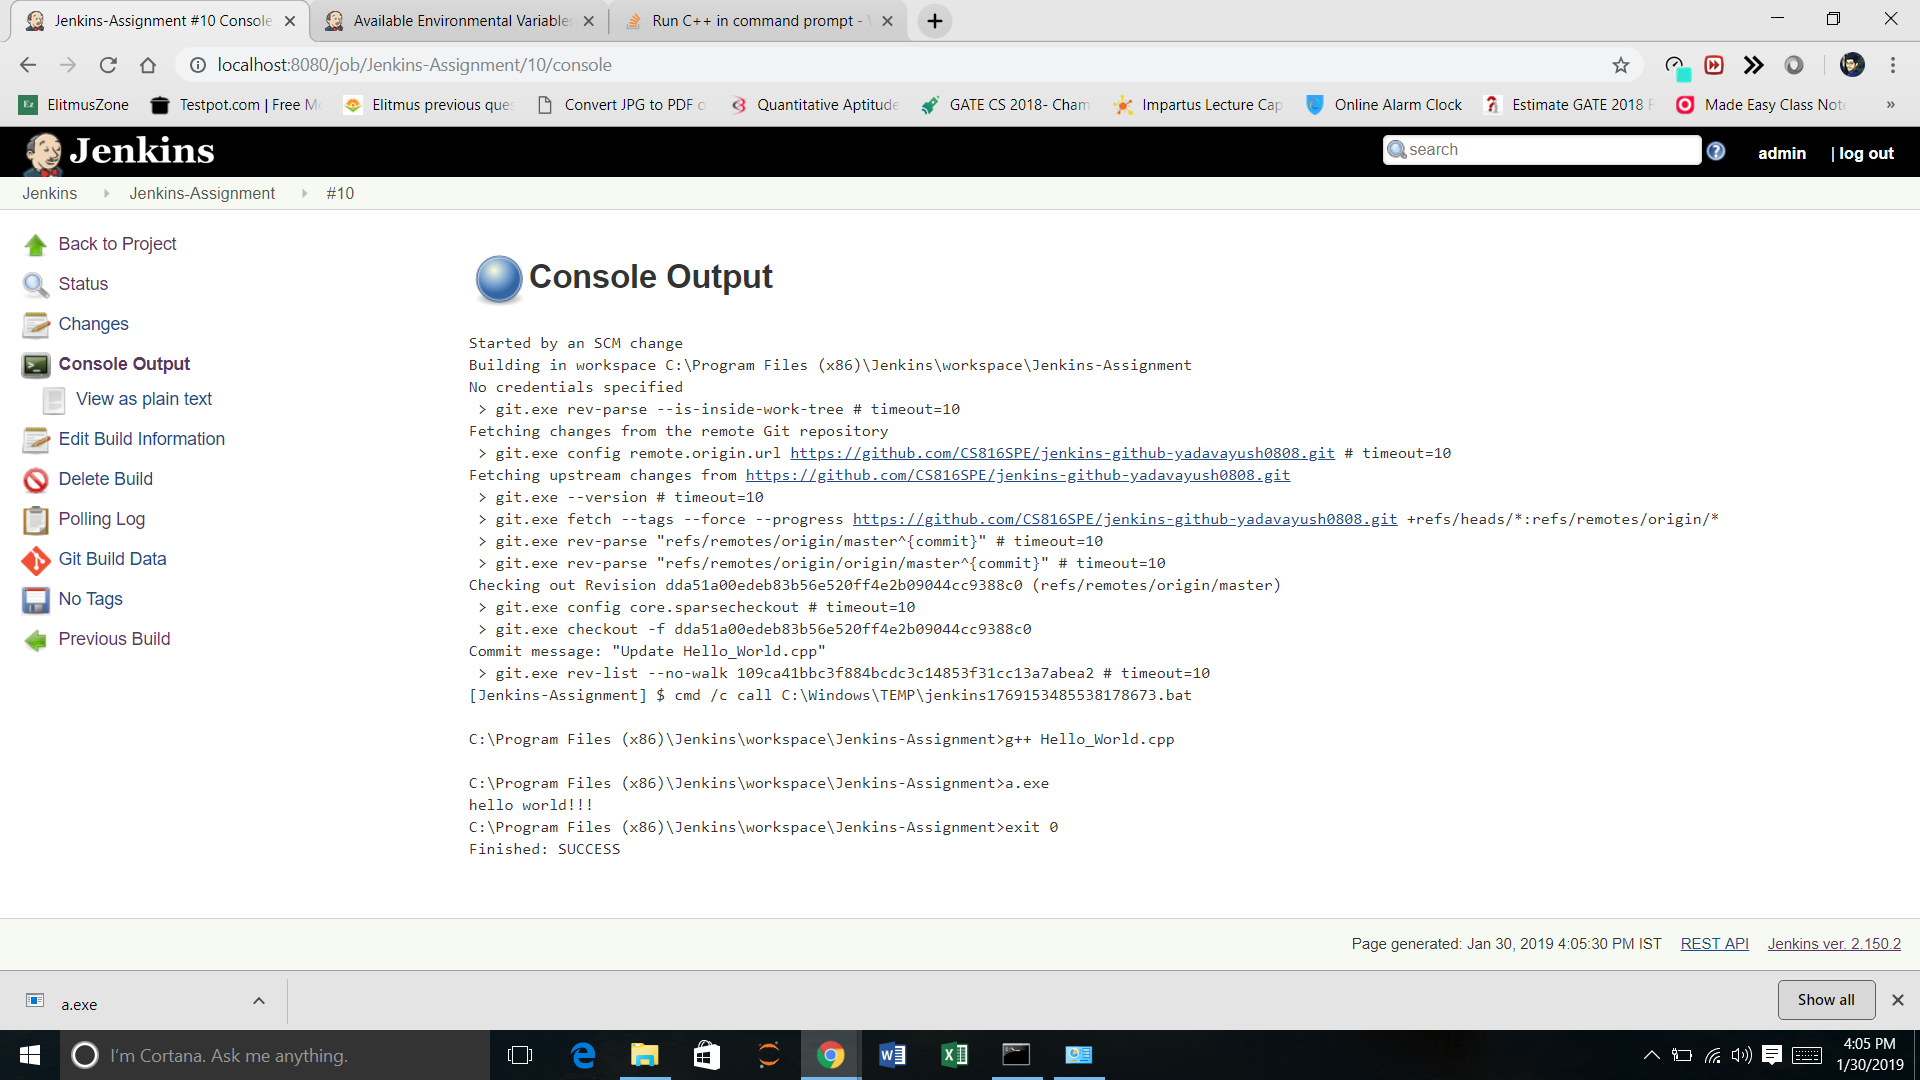 Jenkins-Assignment #10 Console
Available Environmental Variable
Run C++ in command prompt -
localhost:8080/job/Jenkins-Assignment/10/console
Ez ElitmusZone
Testpot.com | Free
Elitmus previous ques
Convert JPG to PDF
Quantitative Aptitude
GATE CS 2018- Cham
Impartus Lecture Cap
Online Alarm Clock
Estimate GATE 2018
Made Easy Class Not
»
Jenkins
search
admin
| log out
Jenkins
Jenkins-Assignment
#10
Back to Project
Status
Changes
Console Output
View as plain text
Edit Build Information
Delete Build
Polling Log
Git Build Data
No Tags
Previous Build
Console Output
Started by an SCM change
Building in workspace C:\Program Files (x86)\Jenkins\workspace\Jenkins-Assignment
No credentials specified
 > git.exe rev-parse --is-inside-work-tree # timeout=10
Fetching changes from the remote Git repository
 > git.exe config remote.origin.url https://github.com/CS816SPE/jenkins-github-yadavayush0808.git # timeout=10
Fetching upstream changes from https://github.com/CS816SPE/jenkins-github-yadavayush0808.git
 > git.exe --version # timeout=10
 > git.exe fetch --tags --force --progress https://github.com/CS816SPE/jenkins-github-yadavayush0808.git +refs/heads/*:refs/remotes/origin/*
 > git.exe rev-parse "refs/remotes/origin/master^{commit}" # timeout=10
 > git.exe rev-parse "refs/remotes/origin/origin/master^{commit}" # timeout=10
Checking out Revision dda51a00edeb83b56e520ff4e2b09044cc9388c0 (refs/remotes/origin/master)
 > git.exe config core.sparsecheckout # timeout=10
 > git.exe checkout -f dda51a00edeb83b56e520ff4e2b09044cc9388c0
Commit message: "Update Hello_World.cpp"
 > git.exe rev-list --no-walk 109ca41bbc3f884bcdc3c14853f31cc13a7abea2 # timeout=10
[Jenkins-Assignment] $ cmd /c call C:\Windows\TEMP\jenkins1769153485538178673.bat
C:\Program Files (x86)\Jenkins\workspace\Jenkins-Assignment>g++ Hello_World.cpp
C:\Program Files (x86)\Jenkins\workspace\Jenkins-Assignment>a.exe
hello world!!!
C:\Program Files (x86)\Jenkins\workspace\Jenkins-Assignment>exit 0
Finished: SUCCESS
Page generated: Jan 30, 2019 4:05:30 PM IST
REST API
Jenkins ver. 2.150.2
a.exe
Show all
I'm Cortana. Ask me anything.
4:05 PM
1/30/2019